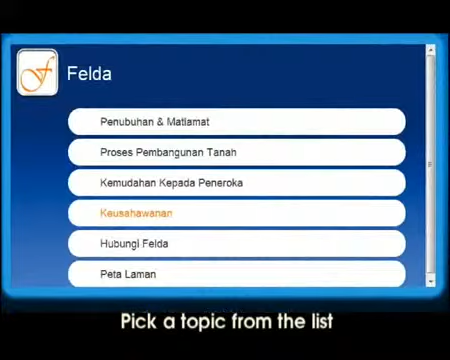 Felda
Penubuhan & Matlamat
Proses Pembangunan Tanah
Kemudahan Kepada Peneroka
Keusahawanan
Hubungi Felda
Peta Laman
Pick a topic from the list